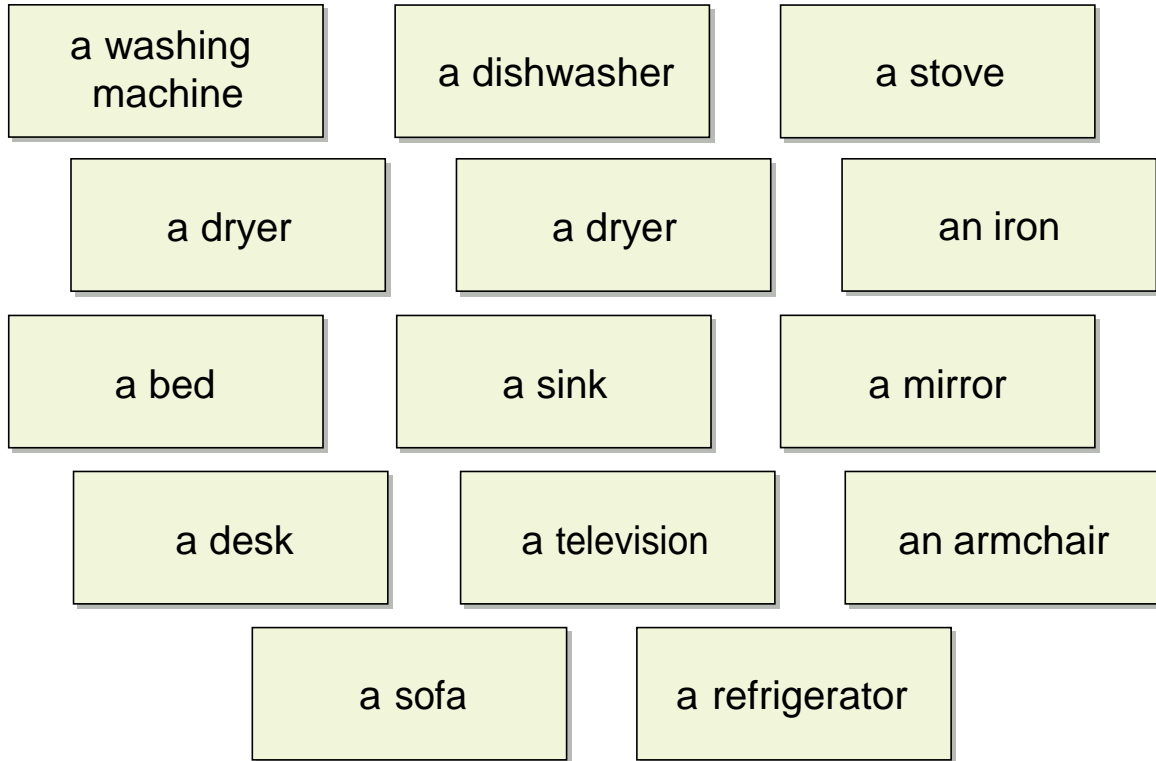 a washing
machine
a dishwasher
a stove
a dryer
a dryer
an iron
a bed
a sink
a mirror
a desk
a television
an armchair
a sofa
a refrigerator